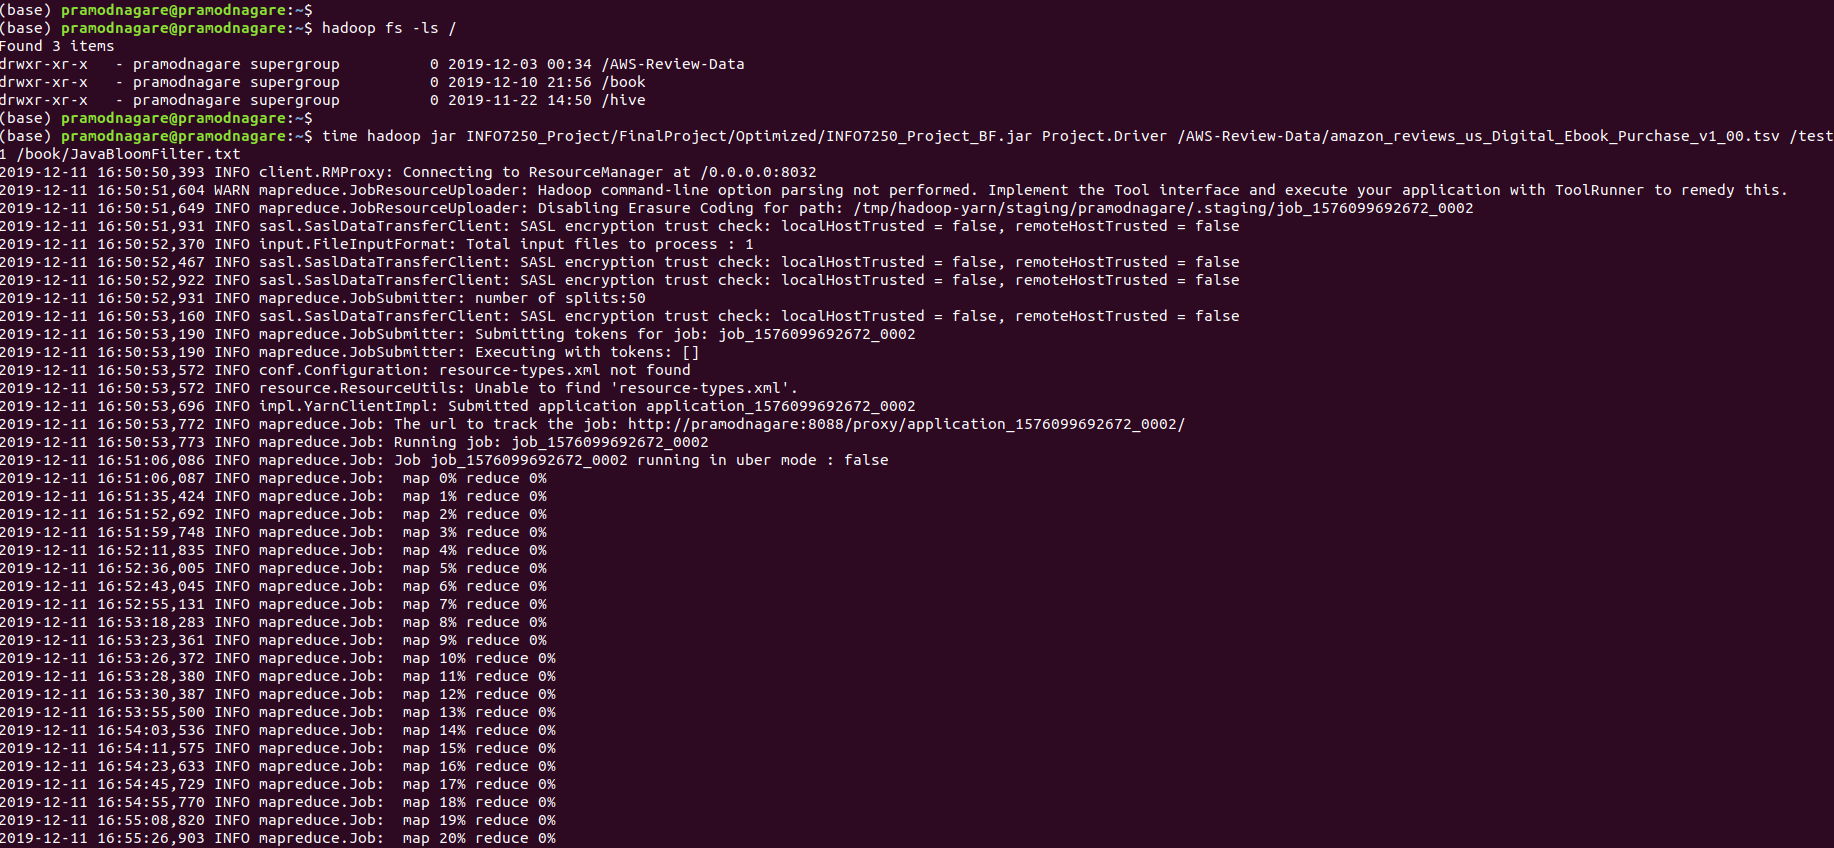 (base) pramodnagare@pramodnagare:~$
(base) pramodnagare@pramodnagare:~$ hadoop fs -ls /
Found 3 items
drwxr-xr-x   - pramodnagare supergroup          0 2019-12-03 00:34 /AWS-Review-Data
drwxr-xr-x   - pramodnagare supergroup          0 2019-12-10 21:56 /book
drwxr-xr-x   - pramodnagare supergroup          0 2019-11-22 14:50 /hive
(base) pramodnagare@pramodnagare:~$
(base) pramodnagare@pramodnagare:~$ time hadoop jar INFO7250_Project/FinalProject/Optimized/INFO7250_Project_BF.jar Project.Driver /AWS-Review-Data/amazon_reviews_us_Digital_Ebook_Purchase_v1_00.tsv /test
1 /book/JavaBloomFilter.txt
2019-12-11 16:50:50,393 INFO client.RMProxy: Connecting to ResourceManager at /0.0.0.0:8032
2019-12-11 16:50:51,604 WARN mapreduce.JobResourceUploader: Hadoop command-line option parsing not performed. Implement the Tool interface and execute your application with ToolRunner to remedy this.
2019-12-11 16:50:51,649 INFO mapreduce.JobResourceUploader: Disabling Erasure Coding for path: /tmp/hadoop-yarn/staging/pramodnagare/.staging/job_1576099692672_0002
2019-12-11 16:50:51,931 INFO sasl.SaslDataTransferClient: SASL encryption trust check: localHostTrusted = false, remoteHostTrusted = false
2019-12-11 16:50:52,370 INFO input.FileInputFormat: Total input files to process : 1
2019-12-11 16:50:52,467 INFO sasl.SaslDataTransferClient: SASL encryption trust check: localHostTrusted = false, remoteHostTrusted = false
2019-12-11 16:50:52,922 INFO sasl.SaslDataTransferClient: SASL encryption trust check: localHostTrusted = false, remoteHostTrusted = false
2019-12-11 16:50:52,931 INFO mapreduce.JobSubmitter: number of splits:50
2019-12-11 16:50:53,160 INFO sasl.SaslDataTransferClient: SASL encryption trust check: localHostTrusted = false, remoteHostTrusted = false
2019-12-11 16:50:53,190 INFO mapreduce.JobSubmitter: Submitting tokens for job: job_1576099692672_0002
2019-12-11 16:50:53,190 INFO mapreduce.JobSubmitter: Executing with tokens: []
2019-12-11 16:50:53,572 INFO conf.Configuration: resource-types.xml not found
2019-12-11 16:50:53,572 INFO resource.ResourceUtils: Unable to find 'resource-types.xml'.
2019-12-11 16:50:53,696 INFO impl.YarnClientImpl: Submitted application application_1576099692672_0002
2019-12-11 16:50:53,772 INFO mapreduce.Job: The url to track the job: http://pramodnagare:8088/proxy/application_1576099692672_0002/
2019-12-11 16:50:53,773 INFO mapreduce.Job: Running job: job_1576099692672_0002
2019-12-11 16:51:06,086 INFO mapreduce.Job: Job job_1576099692672_0002 running in uber mode : false
2019-12-11 16:51:06,087 INFO mapreduce.Job:  map 0% reduce 0%
2019-12-11 16:51:35,424 INFO mapreduce.Job:  map 1% reduce 0%
2019-12-11 16:51:52,692 INFO mapreduce.Job:  map 2% reduce 0%
2019-12-11 16:51:59,748 INFO mapreduce.Job:  map 3% reduce 0%
2019-12-11 16:52:11,835 INFO mapreduce.Job:  map 4% reduce 0%
2019-12-11 16:52:36,005 INFO mapreduce.Job:  map 5% reduce 0%
2019-12-11 16:52:43,045 INFO mapreduce.Job:  map 6% reduce 0%
2019-12-11 16:52:55,131 INFO mapreduce.Job:  map 7% reduce 0%
2019-12-11 16:53:18,283 INFO mapreduce.Job:  map 8% reduce 0%
2019-12-11 16:53:23,361 INFO mapreduce.Job:  map 9% reduce 0%
2019-12-11 16:53:26,372 INFO mapreduce.Job:  map 10% reduce 0%
2019-12-11 16:53:28,380 INFO mapreduce.Job:  map 11% reduce 0%
2019-12-11 16:53:30,387 INFO mapreduce.Job:  map 12% reduce 0%
2019-12-11 16:53:55,500 INFO mapreduce.Job:  map 13% reduce 0%
2019-12-11 16:54:03,536 INFO mapreduce.Job:  map 14% reduce 0%
2019-12-11 16:54:11,575 INFO mapreduce.Job:  map 15% reduce 0%
2019-12-11 16:54:23,633 INFO mapreduce.Job:  map 16% reduce 0%
2019-12-11 16:54:45,729 INFO mapreduce.Job:  map 17% reduce 0%
2019-12-11 16:54:55,770 INFO mapreduce.Job:  map 18% reduce 0%
2019-12-11 16:55:08,820 INFO mapreduce.Job:  map 19% reduce 0%
2019-12-11 16:55:26,903 INFO mapreduce.Job:  map 20% reduce 0%